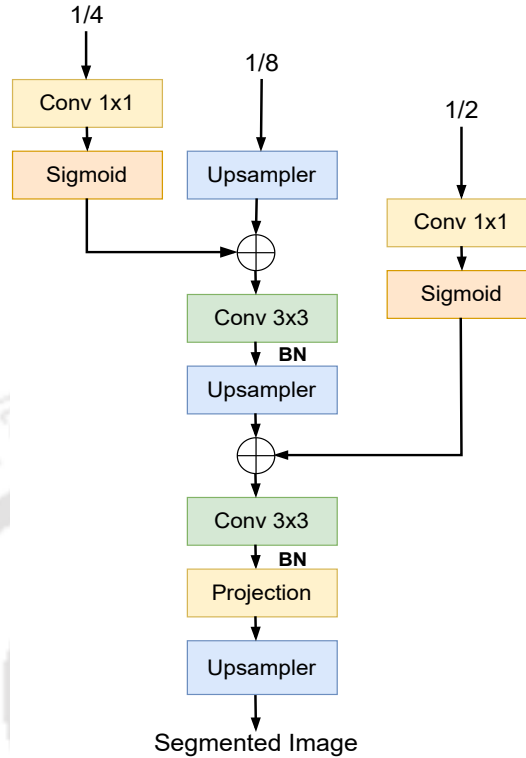 1/4
1/8
1/2
Conv 1x1
Sigmoid
Upsampler
Conv 1x1
Sigmoid
Conv 3x3
BN
Upsampler
Conv 3x3
BN
Projection
Upsampler
Segmented Image